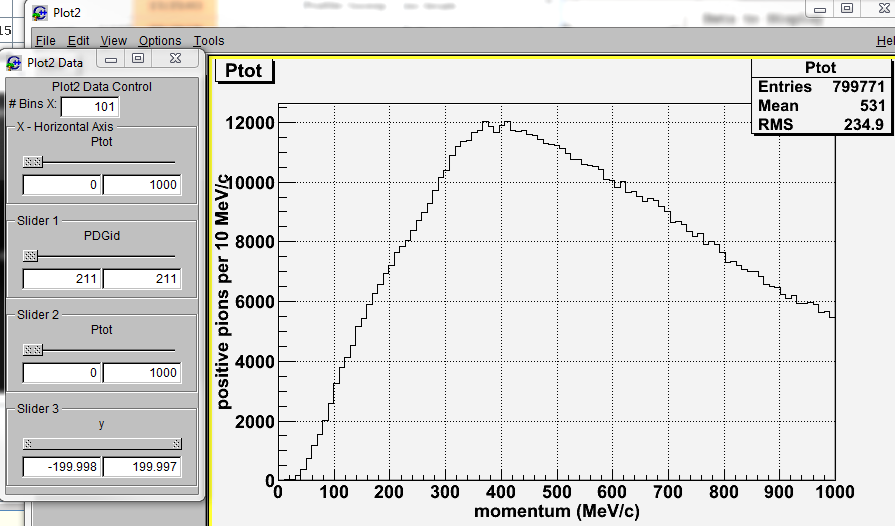 Plot2
File Edit View Options Tools
Plot2 Data
Plot2 Data Control
# Bins X: 101
X - Horizontal Axis
Ptot
0 1000
Slider 1
PDGid
211 211
Slider 2
Ptot
0 1000
Slider 3
y
-199.998 199.997
Ptot
Ptot
Entries 799771
Mean 531
RMS 234.9
positive pions per 10 MeV/c
12000
10000
8000
6000
4000
2000
0
0 100 200 300 400 500 600 700 800 900 1000
momentum (MeV/c)